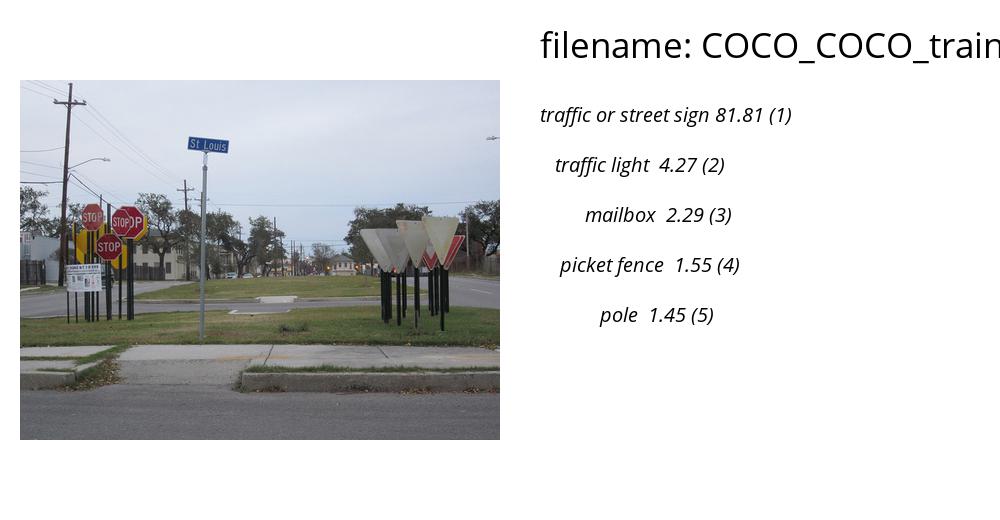 filename: COCO_COCO_train
traffic or street sign 81.81 (1)
traffic light 4.27 (2)
mailbox 2.29 (3)
picket fence 1.55 (4)
pole 1.45 (5)
St Louis
STOP
STOP
STOP